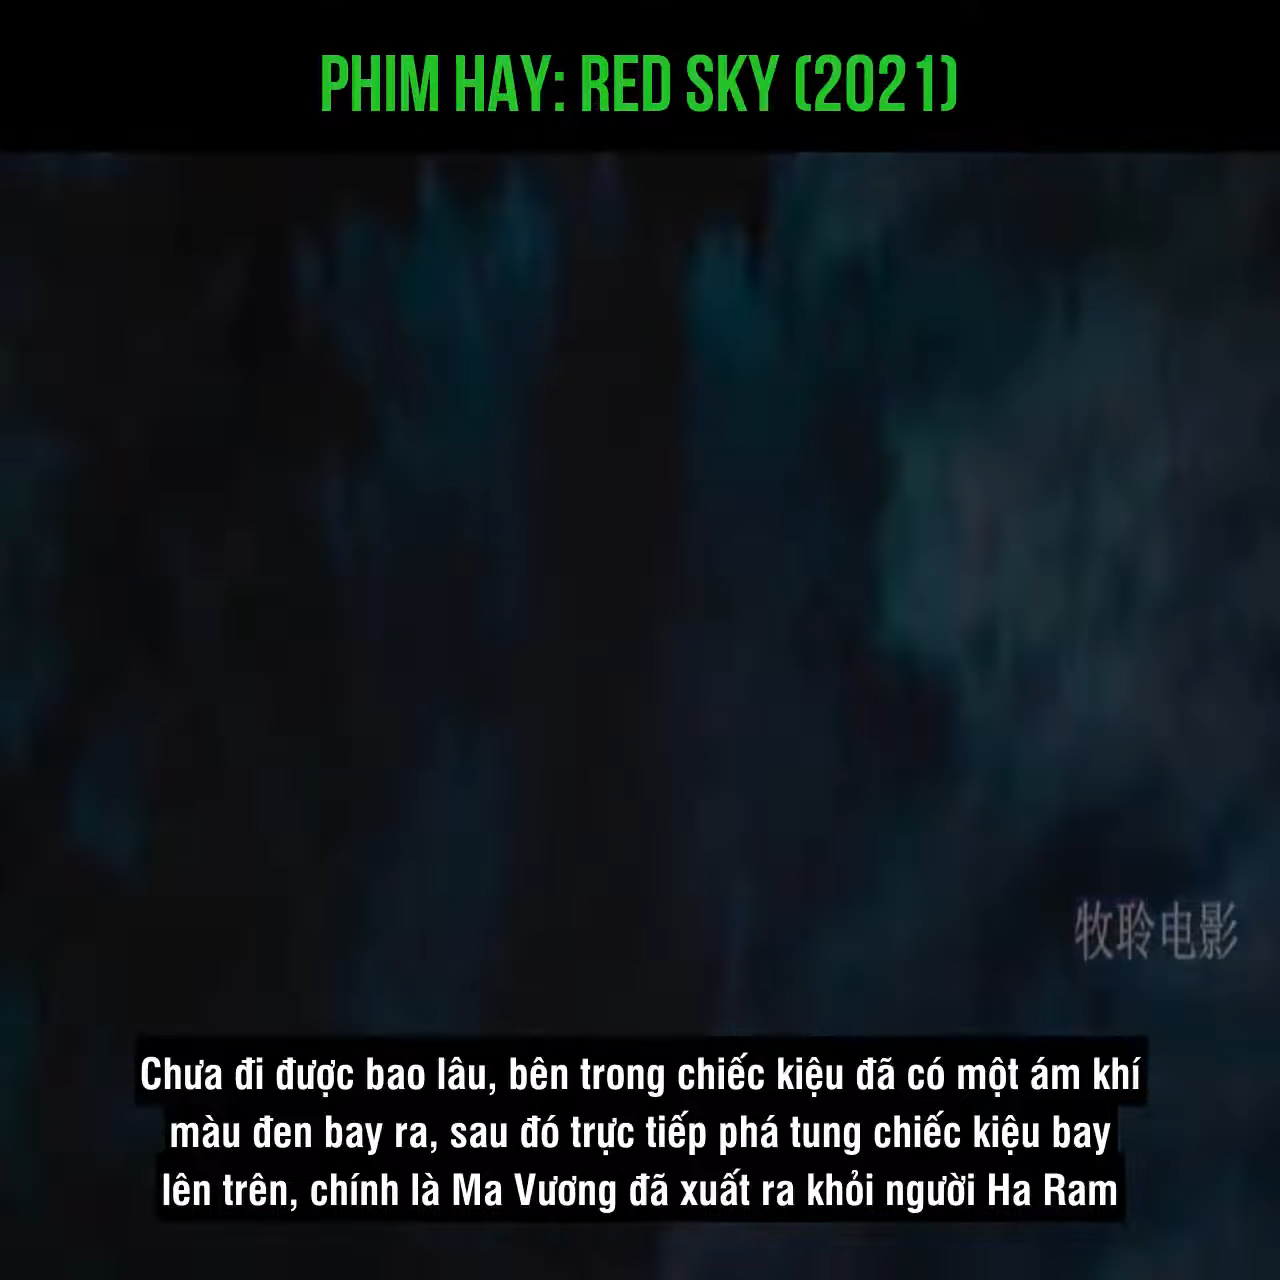 PHIM HAY: RED SKY (2021)
牧聆电影
Chưa đi được bao lâu, bên trong chiếc kiệu đã có một ám khí
màu đen bay ra, sau đó trực tiếp phá tung chiếc kiệu bay
lên trên, chính là Ma Vương đã xuất ra khỏi người Ha Ram